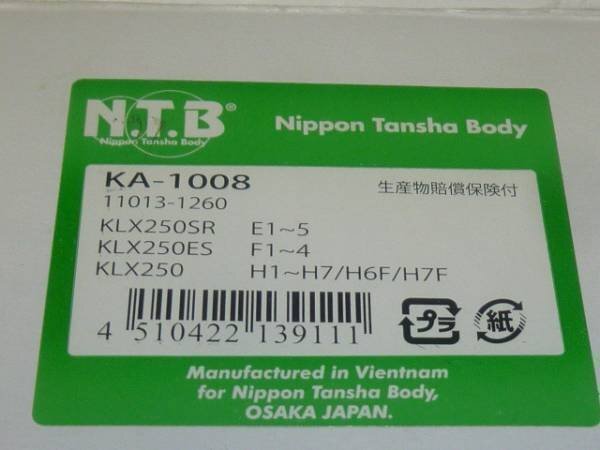 N.T.B®
Nippon Tansha Body
Nippon Tansha Body
KA-1008
生産物賠償保険付
11013-1260
KLX250SR E1~5
KLX250ES F1~4
KLX250 H1~H7/H6F/H7F
4 510422 139111
プラ
紙
Manufactured in Vientnam
for Nippon Tansha Body,
OSAKA JAPAN.